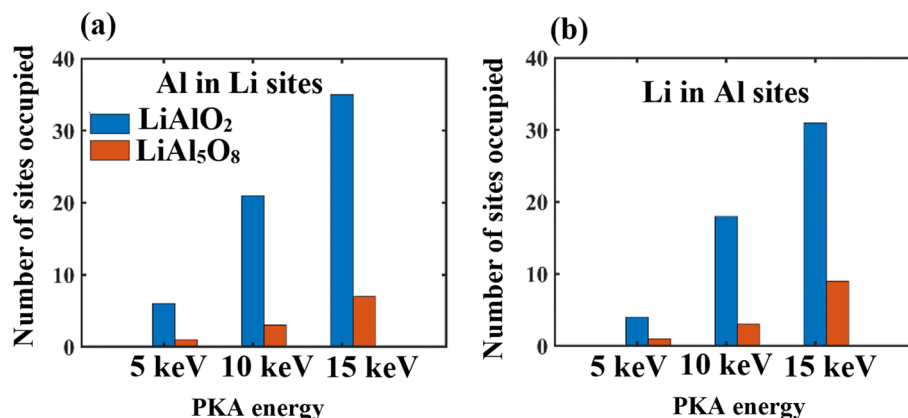 (a)
Number of sites occupied
40
30
20
10
0
Al in Li sites
LiAlO₂
LiAl₅O₈
5 keV 10 keV 15 keV
PKA energy
(b)
Number of sites occupied
40
30
20
10
0
Li in Al sites
5 keV 10 keV 15 keV
PKA energy